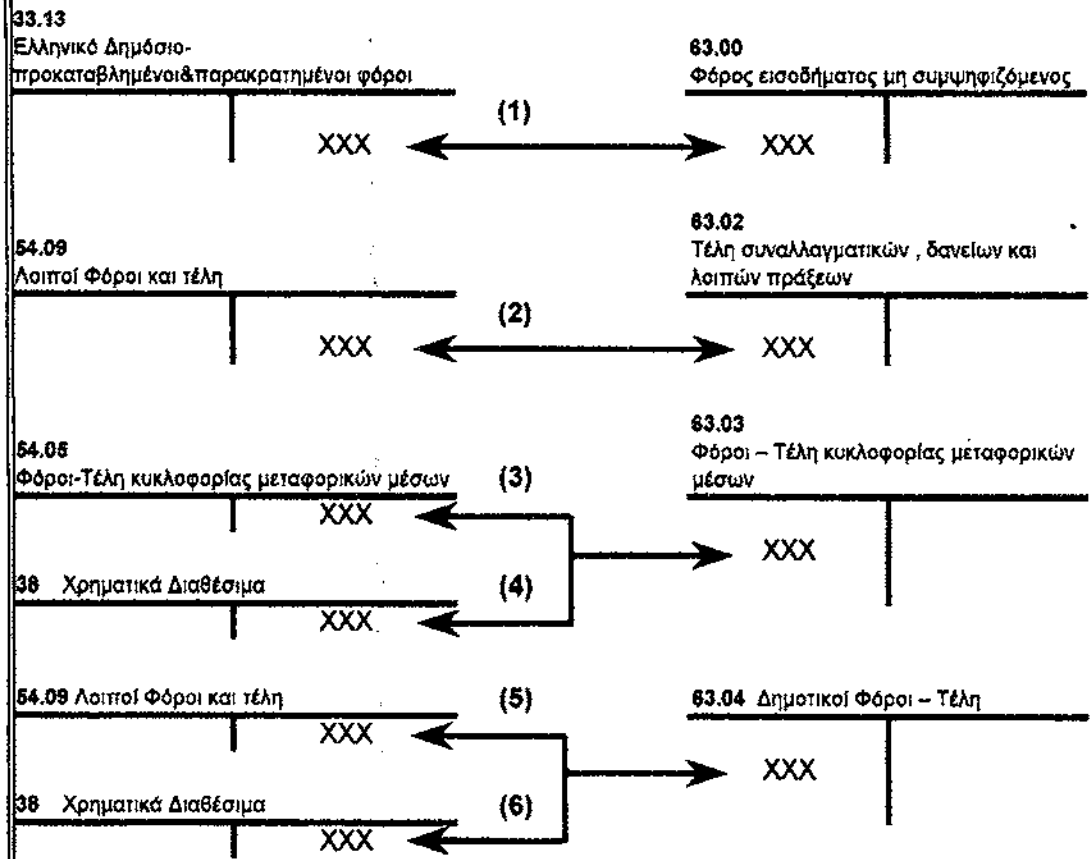 33.13
Ελληνικό Δημόσιο-
προκαταβλημένοι&παρακρατημένοι φόροι
63.00
Φόρος εισοδήματος μη συμψηφιζόμενος
(1)
XXX
XXX
54.09
Λοιποί Φόροι και τέλη
63.02
Τέλη συναλλαγματικών , δανείων και
λοιπών πράξεων
(2)
XXX
XXX
54.05
Φόροι-Τέλη κυκλοφορίας μεταφορικών μέσων
63.03
Φόροι – Τέλη κυκλοφορίας μεταφορικών
μέσων
(3)
XXX
XXX
38 Χρηματικά Διαθέσιμα
(4)
XXX
54.09 Λοιποί Φόροι και τέλη
(5)
63.04 Δημοτικοί Φόροι – Τέλη
XXX
XXX
38 Χρηματικά Διαθέσιμα
(6)
XXX